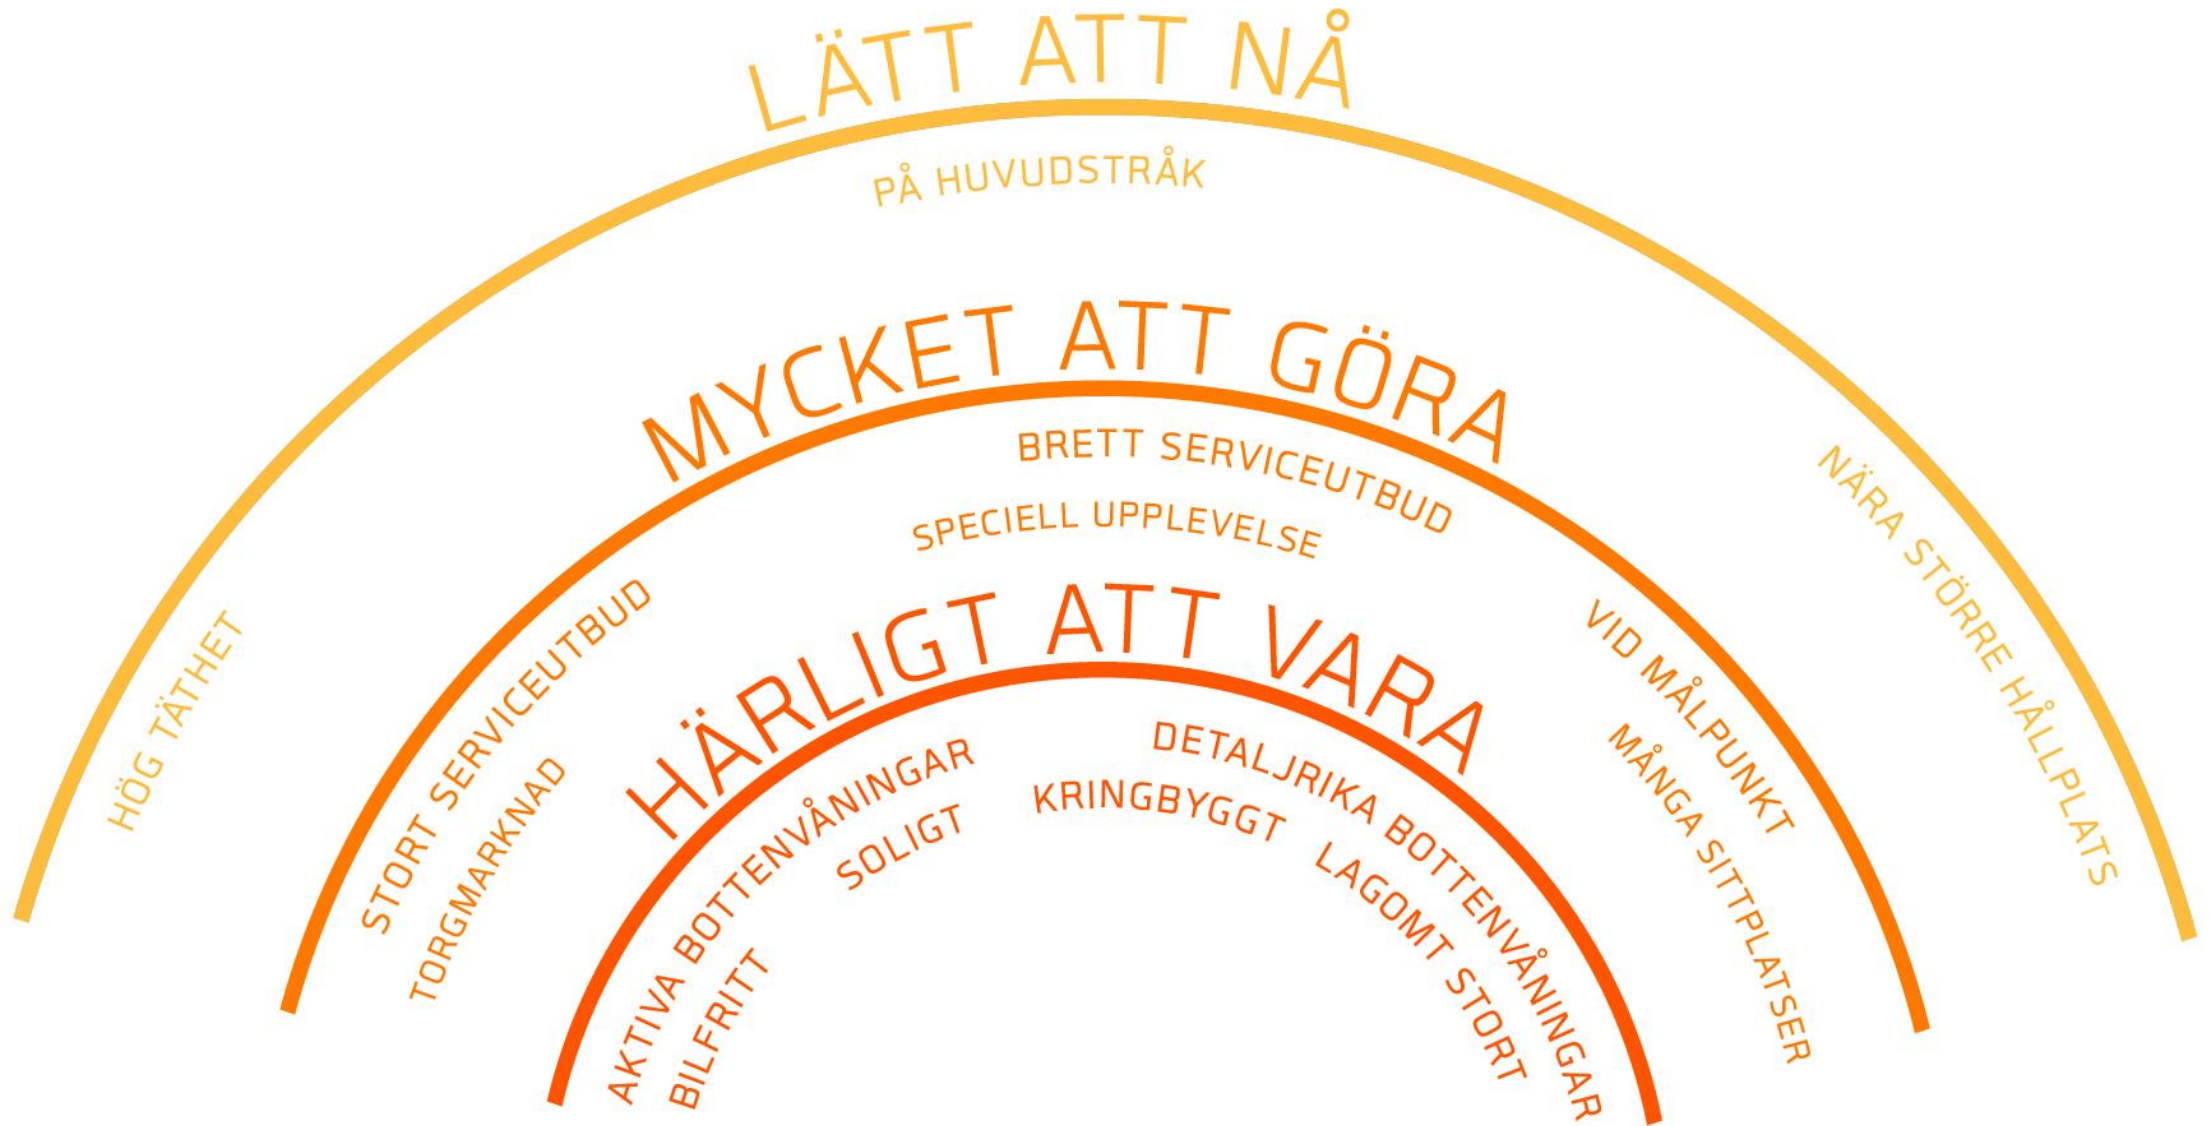 LÄTT ATT NÅ
HÖG TÄTHET
PÅ HUVUDSTRÅK
NÄRA STÖRRE HÅLLPLATS
MYCKET ATT GÖRA
STORT SERVICEUTBUD
TORGMARKNAD
BRETT SERVICEUTBUD
SPECIELL UPPLEVELSE
VID MÅLPUNKT
MÅNGA SITTPLATSER
HÄRLIGT ATT VARA
AKTIVA BOTTENVÅNINGAR
BILFRITT
SOLIGT
DETALJRIKA BOTTENVÅNINGAR
KRINGBYGGT
LAGOMT STORT